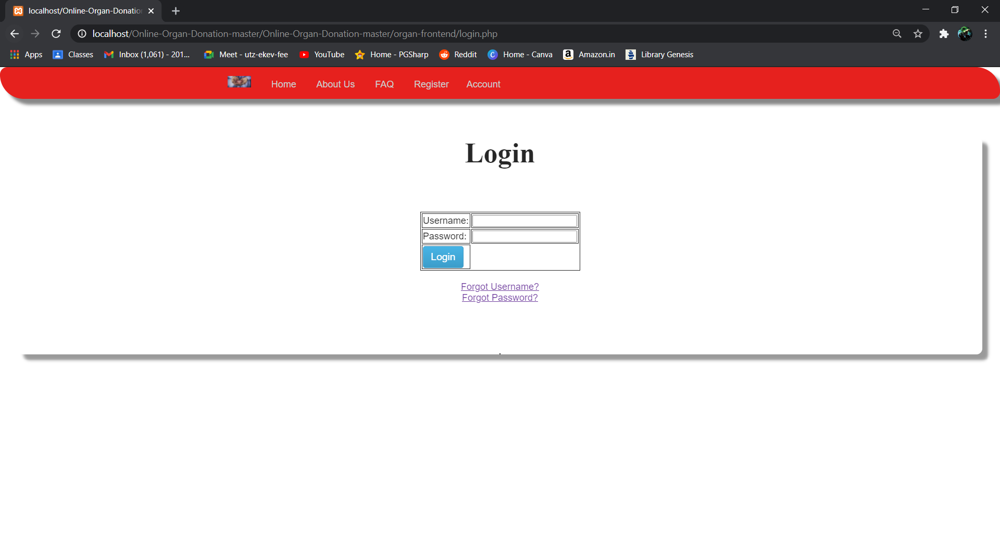 localhost/Online-Organ-Donatio
localhost/Online-Organ-Donation-master/Online-Organ-Donation-master/organ-frontend/login.php
Apps Classes Inbox (1,061) - 201... Meet - utz-ekev-fee YouTube Home - PGSharp Reddit Home - Canva Amazon.in Library Genesis
Home About Us FAQ Register Account
Login
Username:
Password:
Login
Forgot Username?
Forgot Password?
.